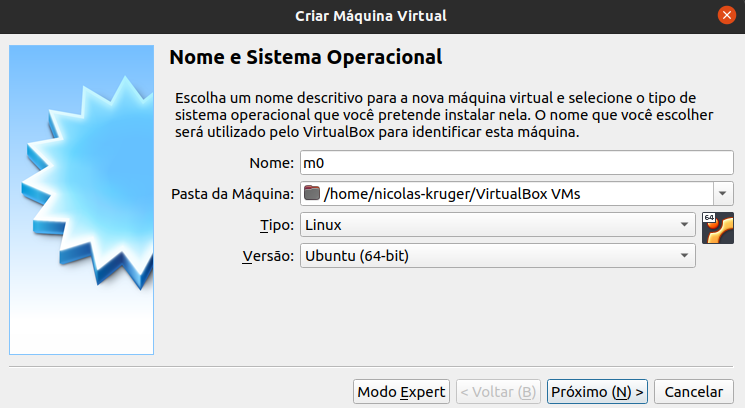 Criar Máquina Virtual
Nome e Sistema Operacional
Escolha um nome descritivo para a nova máquina virtual e selecione o tipo de
sistema operacional que você pretende instalar nela. O nome que você escolher
será utilizado pelo VirtualBox para identificar esta máquina.
Nome: m0
Pasta da Máquina: /home/nicolas-kruger/VirtualBox VMs
Tipo: Linux
64
Versão: Ubuntu (64-bit)
Modo Expert < Voltar (B) Próximo (N) > Cancelar